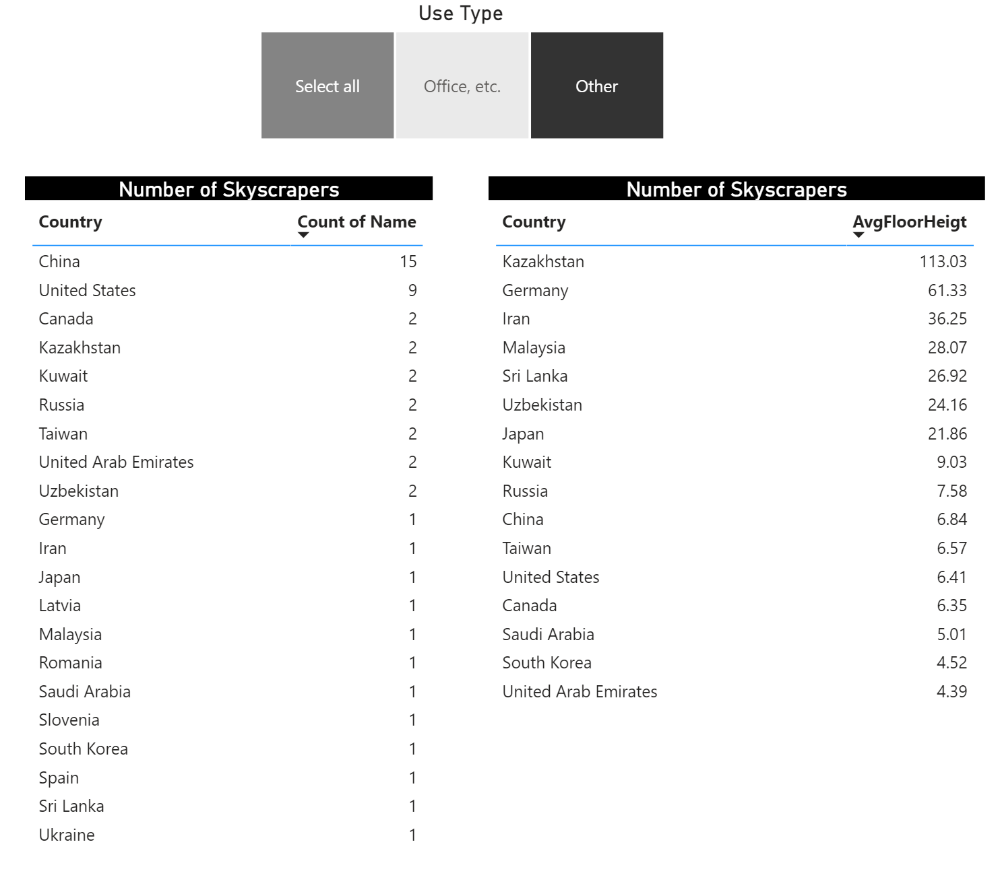 Use Type
Select all Office, etc. Other
Number of Skyscrapers
Country Count of Name
China 15
United States 9
Canada 2
Kazakhstan 2
Kuwait 2
Russia 2
Taiwan 2
United Arab Emirates 2
Uzbekistan 2
Germany 1
Iran 1
Japan 1
Latvia 1
Malaysia 1
Romania 1
Saudi Arabia 1
Slovenia 1
South Korea 1
Spain 1
Sri Lanka 1
Ukraine 1
Number of Skyscrapers
Country AvgFloorHeigt
Kazakhstan 113.03
Germany 61.33
Iran 36.25
Malaysia 28.07
Sri Lanka 26.92
Uzbekistan 24.16
Japan 21.86
Kuwait 9.03
Russia 7.58
China 6.84
Taiwan 6.57
United States 6.41
Canada 6.35
Saudi Arabia 5.01
South Korea 4.52
United Arab Emirates 4.39